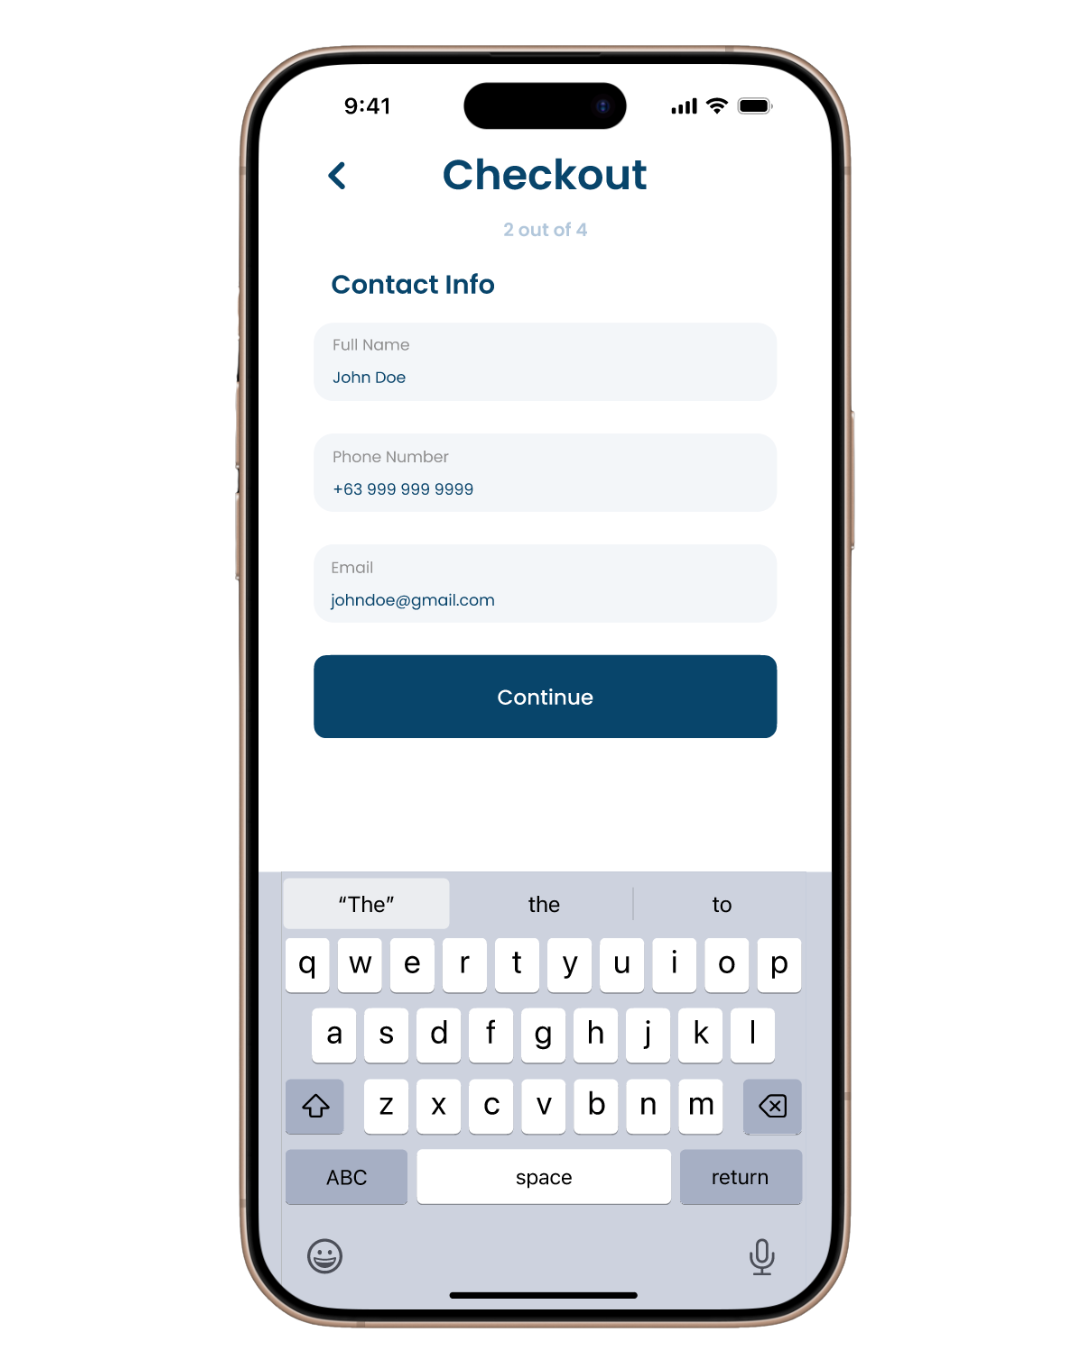 9:41
Checkout
2 out of 4
Contact Info
Full Name
John Doe
Phone Number
+63 999 999 9999
Email
johndoe@gmail.com
Continue
“The” the to
q w e r t y u i o p
a s d f g h j k l
z x c v b n m
ABC space return